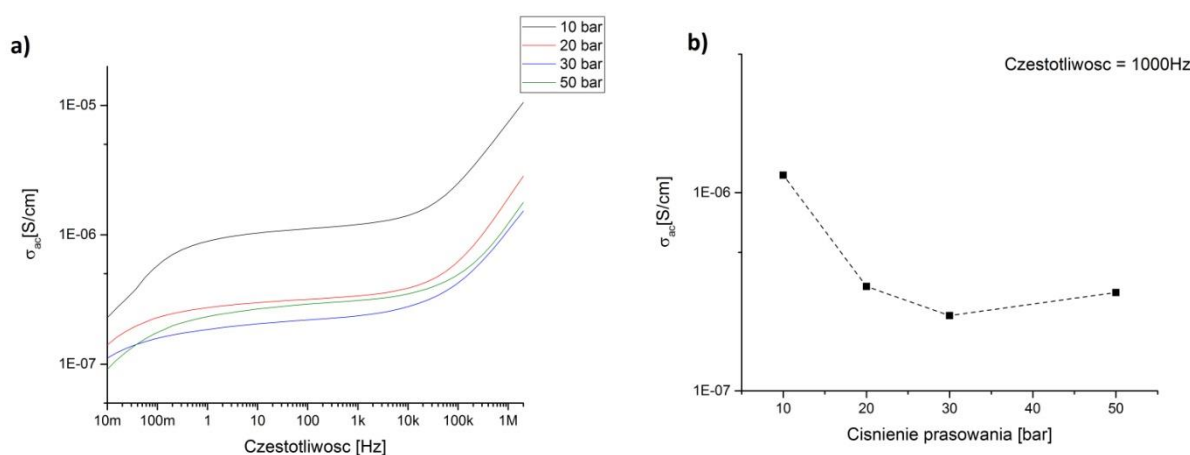 a)
10 bar
20 bar
30 bar
50 bar
1E-05
1E-06
1E-07
σac[S/cm]
10m 100m 1 10 100 1k 10k 100k 1M
Czestotliwosc [Hz]
b)
Czestotliwosc = 1000Hz
1E-06
1E-07
σac[S/cm]
10 20 30 40 50
Cisnienie prasowania [bar]